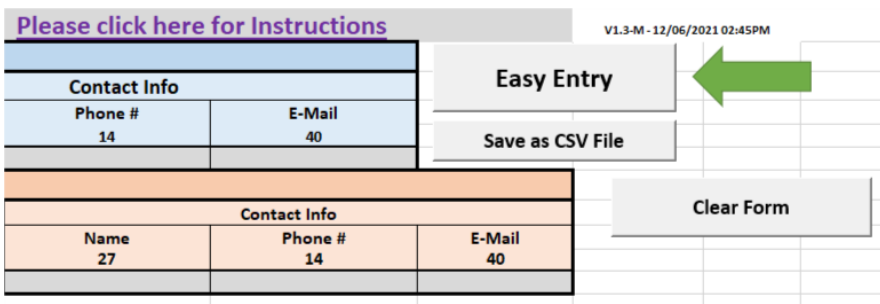 Please click here for Instructions
V1.3-M - 12/06/2021 02:45PM
Easy Entry
Contact Info
Phone # E-Mail
14 40
Save as CSV File
Clear Form
Contact Info
Name Phone # E-Mail
27 14 40